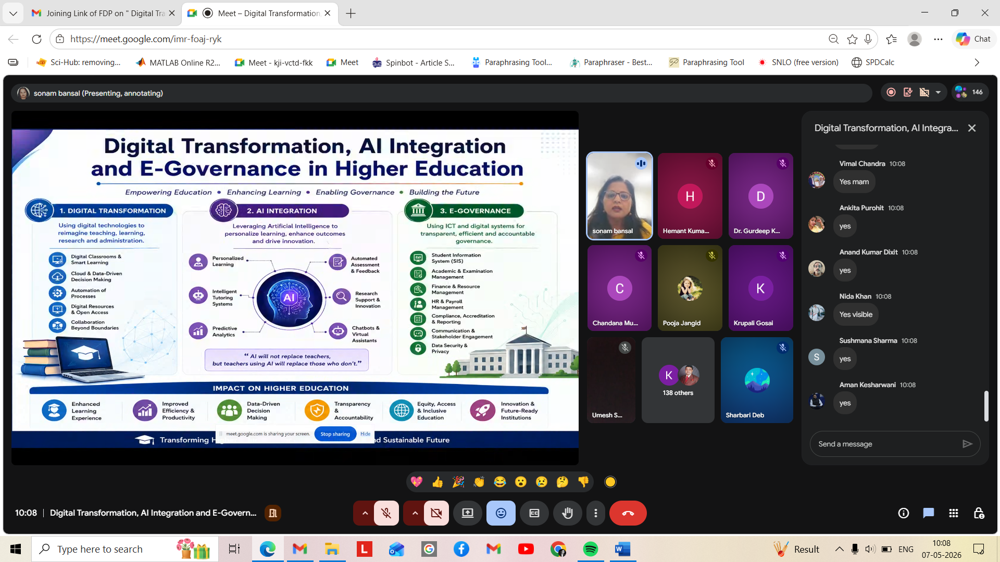 Joining Link of FDP on " Digital Tra
Meet – Digital Transformation,
https://meet.google.com/imr-foaj-ryk
Chat
Sci-Hub: removing...
MATLAB Online R2...
Meet - kji-vctd-fkk
Meet
Spinbot - Article S...
Paraphrasing Tool...
Paraphraser - Best...
Paraphrasing Tool
SNLO (free version)
SPDCalc
sonam bansal (Presenting, annotating)
146
Digital Transformation, AI Integration
and E-Governance in Higher Education
Empowering Education • Enhancing Learning • Enabling Governance • Building the Future
1. DIGITAL TRANSFORMATION
Using digital technologies to
reimagine teaching, learning,
research and administration.
Digital Classrooms &
Smart Learning
Cloud & Data-Driven
Decision Making
Automation of
Processes
Digital Resources
& Open Access
Collaboration
Beyond Boundaries
2. AI INTEGRATION
Leveraging Artificial Intelligence to
personalize learning, enhance outcomes
and drive innovation.
Personalized
Learning
Intelligent
Tutoring
Systems
Predictive
Analytics
AI
Automated
Assessment
& Feedback
Research
Support &
Innovation
Chatbots &
Virtual
Assistants
“ AI will not replace teachers,
but teachers using AI will replace those who don't.”
3. E-GOVERNANCE
Using ICT and digital systems for
transparent, efficient and accountable
governance.
Student Information
System (SIS)
Academic & Examination
Management
Finance & Resource
Management
HR & Payroll
Management
Compliance, Accreditation
& Reporting
Communication &
Stakeholder Engagement
Data Security &
Privacy
IMPACT ON HIGHER EDUCATION
Enhanced
Learning
Experience
Improved
Efficiency &
Productivity
Data-Driven
Decision
Making
Transparency
&
Accountability
Equity, Access
& Inclusive
Education
Innovation &
Future-Ready
Institutions
meet.google.com is sharing your screen. Stop sharing Hide
Transforming H nd Sustainable Future
sonam bansal
H
Hemant Kuma...
D
Dr. Gurdeep K...
C
Chandana Mu...
Pooja Jangid
K
Krupali Gosai
Umesh S...
K
138 others
Sharbari Deb
Digital Transformation, AI Integra...
Vimal Chandra 10:08
Yes mam
Ankita Purohit 10:08
yes
Anand Kumar Dixit 10:08
yes
Nida Khan 10:08
Yes visible
Sushmana Sharma 10:08
S
yes
Aman Kesharwani 10:08
yes
Send a message
10:08 | Digital Transformation, AI Integration and E-Govern...
Type here to search
L
G
W
Result
ENG
10:08
07-05-2026